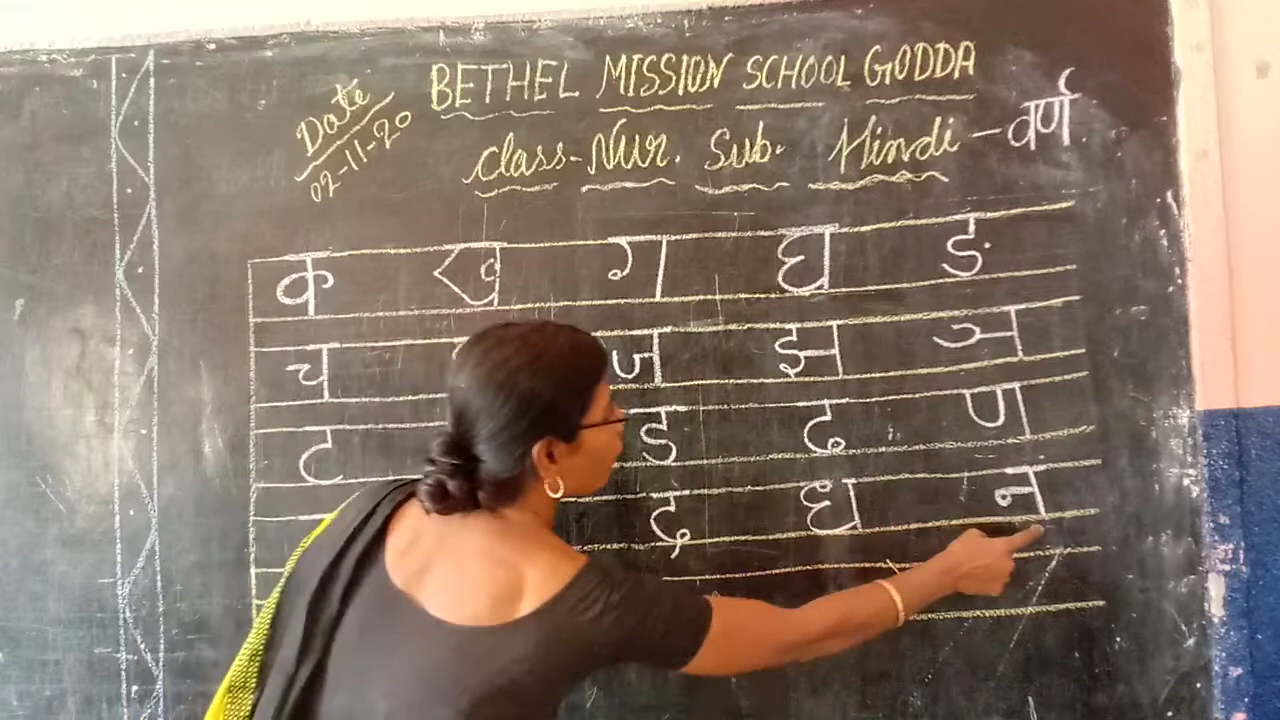 BETHEL MISSION SCHOOL GODDA
Date
02-11-20
Class-Nur. Sub. Hindi - वर्ण
क ख ग घ ङ
च ज झ ञ
ट ड ढ ण
द ध न